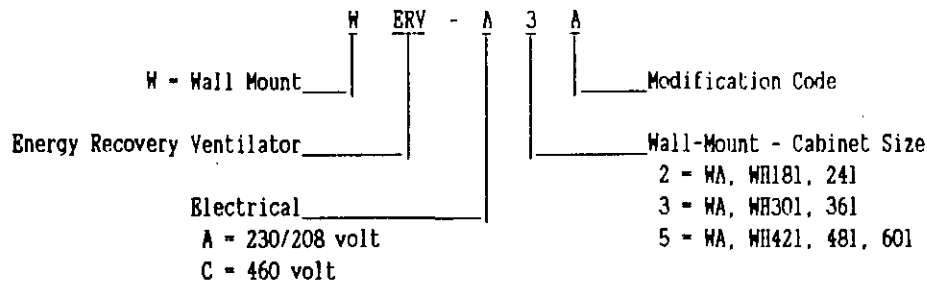 W ERV - A 3 A
W = Wall Mount
Modification Code
Energy Recovery Ventilator
Wall-Mount - Cabinet Size
2 = WA, WH181, 241
Electrical
3 = WA, WH301, 361
A = 230/208 volt
5 = WA, WH421, 481, 601
C = 460 volt